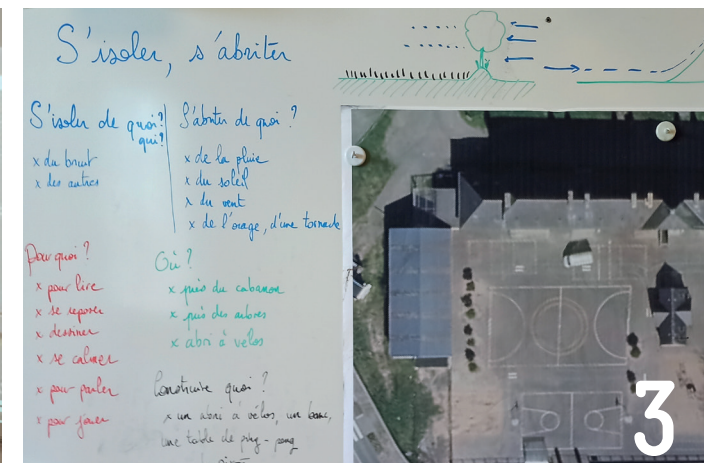 S'isoler, s'abriter
S'isoler de quoi ?
qui ?
x du bruit
x des autres
S'abriter de quoi ?
x de la pluie
x du soleil
x du vent
x de l'orage, d'une tornade
Pourquoi ?
x pour lire
x se reposer
x dessiner
x se calmer
x pour parler
x pour jouer
Où ?
x près du cabanon
x près des arbres
x abri à vélos
Construire quoi ?
x un abri à vélos, un banc,
une table de ping-pong
3